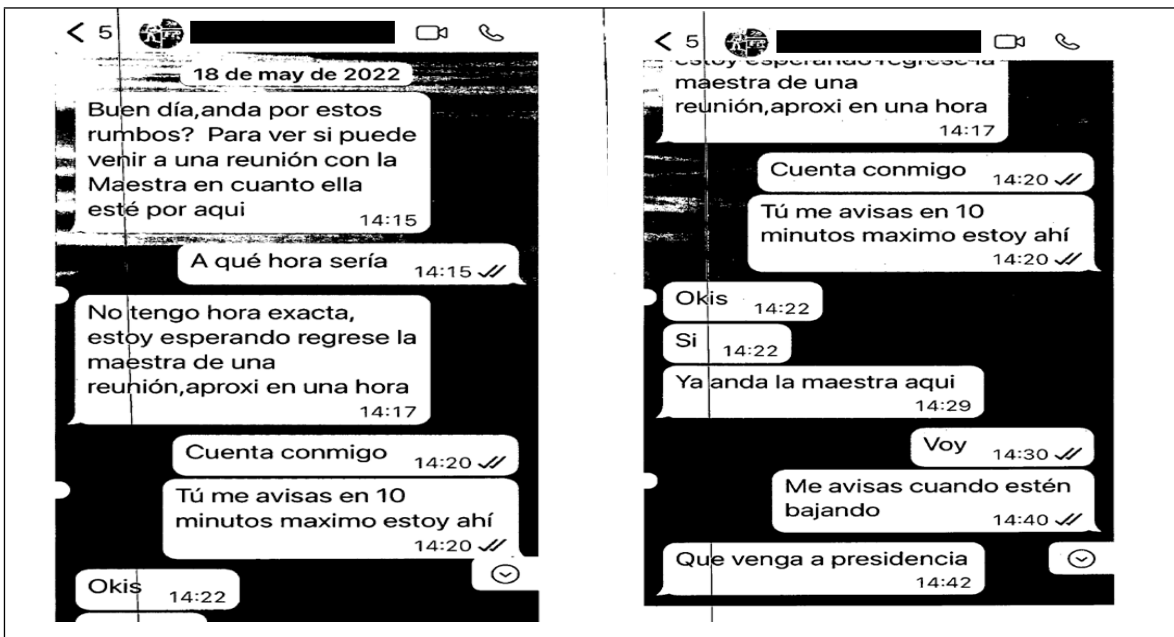 5
18 de may de 2022
Buen día,anda por estos
rumbos? Para ver si puede
venir a una reunión con la
Maestra en cuanto ella
esté por aqui
14:15
A qué hora sería
14:15
No tengo hora exacta,
estoy esperando regrese la
maestra de una
reunión,aproxi en una hora
14:17
Cuenta conmigo
14:20
Tú me avisas en 10
minutos maximo estoy ahí
14:20
Okis
14:22
5
estoy esperando regrese la
maestra de una
reunión,aproxi en una hora
14:17
Cuenta conmigo
14:20
Tú me avisas en 10
minutos maximo estoy ahí
14:20
Okis
14:22
Si
14:22
Ya anda la maestra aqui
14:29
Voy
14:30
Me avisas cuando estén
bajando
14:40
Que venga a presidencia
14:42